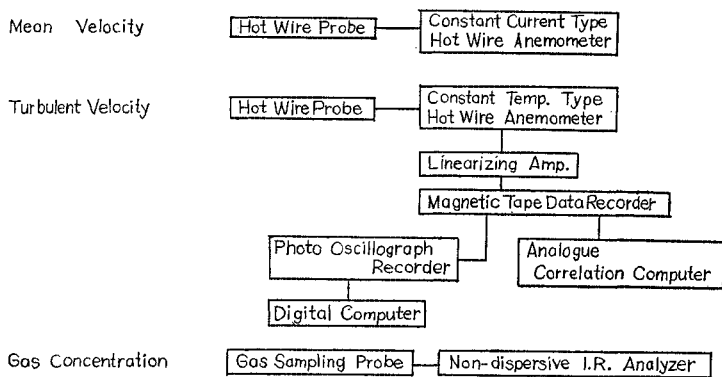 Mean Velocity
Hot Wire Probe
Constant Current Type
Hot Wire Anemometer
Turbulent Velocity
Hot Wire Probe
Constant Temp. Type
Hot Wire Anemometer
Linearizing Amp.
Magnetic Tape Data Recorder
Photo Oscillograph
Recorder
Analogue
Correlation Computer
Digital Computer
Gas Concentration
Gas Sampling Probe
Non-dispersive I.R. Analyzer